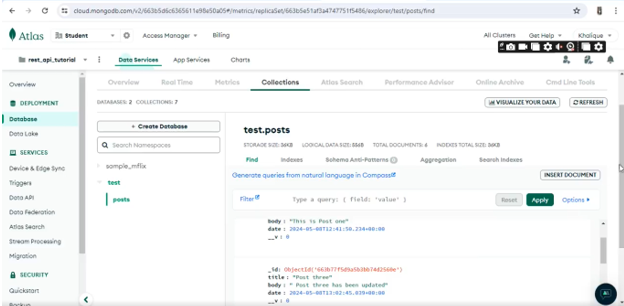 cloud.mongodb.com/v2/663b5d6c6365611e98e50a05#/metrics/replicaSet/663b5e51af3a4747751f5486/explorer/test/posts/find
Atlas
Student
Access Manager
Billing
All Clusters
Get Help
Khalique
rext_api_tutorial
Data Services
App Services
Charts
Overview
DEPLOYMENT
Database
Data Lake
SERVICES
Device & Edge Sync
Triggers
Data API
Data Federation
Atlas Search
Stream Processing
Migration
SECURITY
Quickstart
Backup
Overview
Real Time
Metrics
Collections
Atlas Search
Performance Advisor
Online Archive
Cmd Line Tools
DATABASES: 2 COLLECTIONS: 7
VISUALIZE YOUR DATA
REFRESH
+ Create Database
Search Namespaces
sample_mflix
test
posts
test.posts
STORAGE SIZE: 36KB LOGICAL DATA SIZE: 556B TOTAL DOCUMENTS: 6 INDEXES TOTAL SIZE: 36KB
Find
Indexes
Schema Anti-Patterns 0
Aggregation
Search Indexes
Generate queries from natural language in Compass
INSERT DOCUMENT
Filter
Type a query: { field: 'value' }
Reset
Apply
Options
body : "This is Post one"
date : 2024-05-08T12:41:50.234+00:00
__v : 0
_id: ObjectId('663b77f5d9a5b3bb74d2560e')
title : "Post three"
body : " Post three has been updated"
date : 2024-05-08T13:02:45.039+00:00
__v : 0